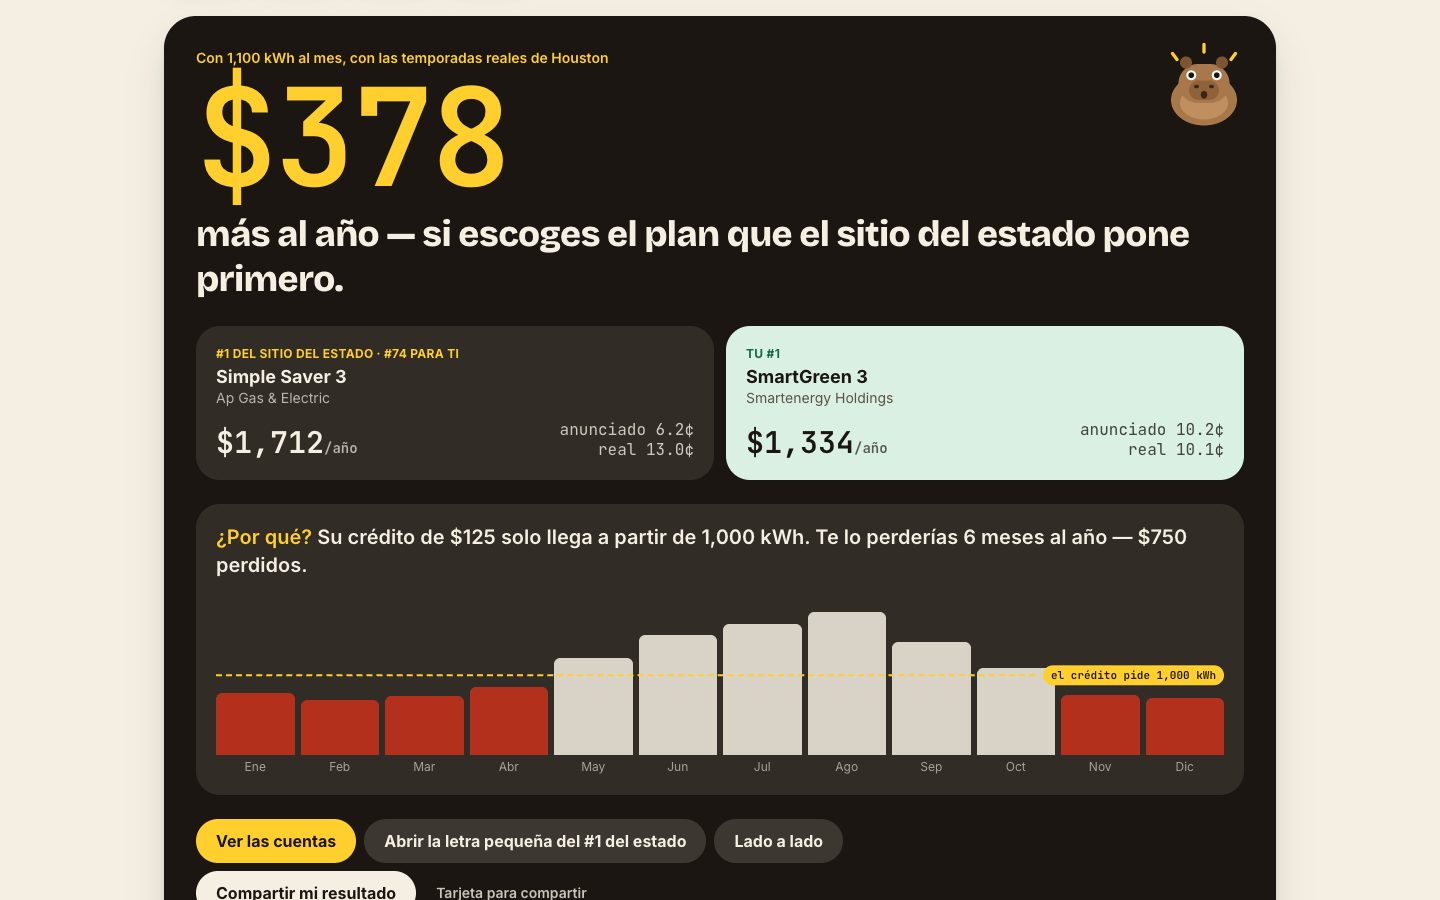 Con 1,100 kWh al mes, con las temporadas reales de Houston
$378
más al año — si escoges el plan que el sitio del estado pone
primero.
#1 DEL SITIO DEL ESTADO · #74 PARA TI
Simple Saver 3
Ap Gas & Electric
$1,712/año
anunciado 6.2¢
real 13.0¢
TU #1
SmartGreen 3
Smartenergy Holdings
$1,334/año
anunciado 10.2¢
real 10.1¢
¿Por qué? Su crédito de $125 solo llega a partir de 1,000 kWh. Te lo perderías 6 meses al año — $750
perdidos.
el crédito pide 1,000 kWh
Ene Feb Mar Abr May Jun Jul Ago Sep Oct Nov Dic
Ver las cuentas
Abrir la letra pequeña del #1 del estado
Lado a lado
Compartir mi resultado
Tarjeta para compartir